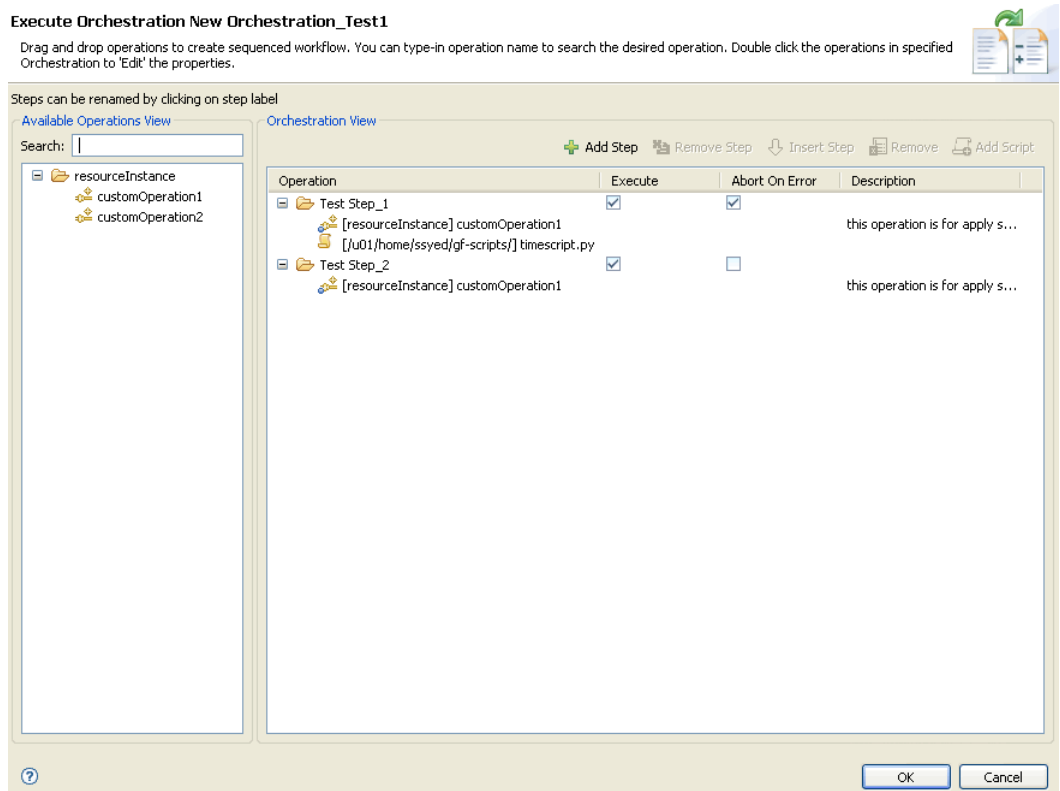 Execute Orchestration New Orchestration_Test1
Drag and drop operations to create sequenced workflow. You can type-in operation name to search the desired operation. Double click the operations in specified
Orchestration to 'Edit' the properties.
Steps can be renamed by clicking on step label
Available Operations View
Search:
resourceInstance
customOperation1
customOperation2
Orchestration View
Add Step Remove Step Insert Step Remove Add Script
Operation Execute Abort On Error Description
Test Step_1
[resourceInstance] customOperation1 this operation is for apply s...
[/u01/home/ssyed/gf-scripts/] timescript.py
Test Step_2
[resourceInstance] customOperation1 this operation is for apply s...
OK Cancel